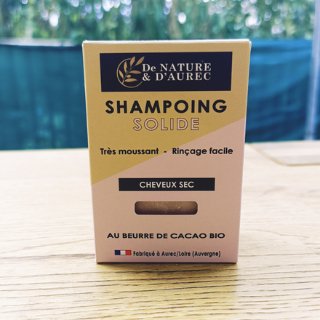 De NATURE
& D'AUREC
SHAMPOING
SOLIDE
Très moussant - Rinçage facile
CHEVEUX SEC
AU BEURRE DE CACAO BIO
Fabriqué à Aurec/Loire (Auvergne)